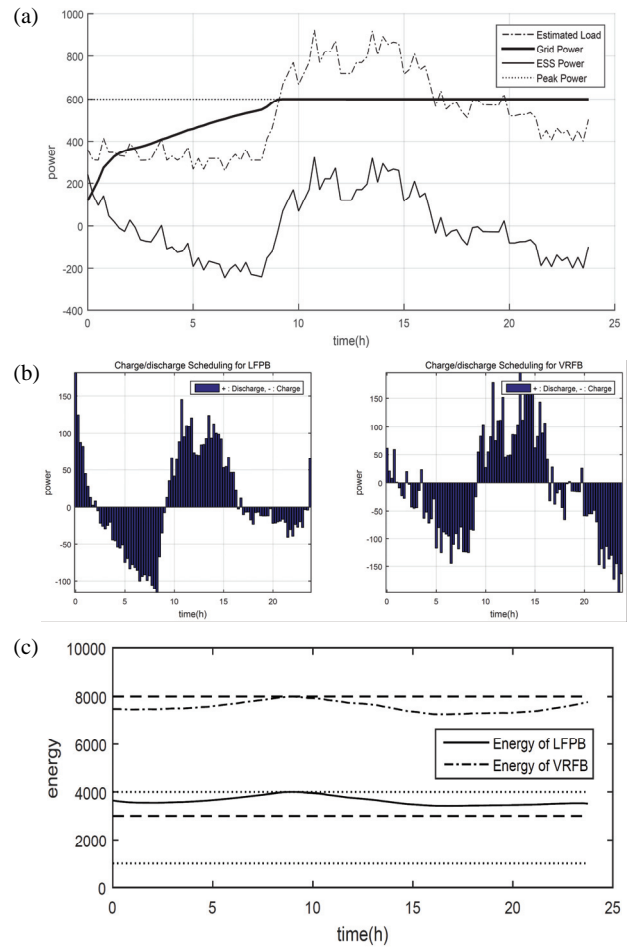 (a)
1000
800
600
400
200
0
-200
-400
power
0 5 10 15 20 25
time(h)
Estimated Load
Grid Power
ESS Power
Peak Power
(b)
Charge/discharge Scheduling for LFPB
+ : Discharge, - : Charge
150
100
50
0
-50
-100
power
0 5 10 15 20
time(h)
Charge/discharge Scheduling for VRFB
+ : Discharge, - : Charge
150
100
50
0
-50
-100
-150
power
0 5 10 15 20
time(h)
(c)
10000
8000
6000
4000
2000
0
energy
0 5 10 15 20 25
time(h)
Energy of LFPB
Energy of VRFB